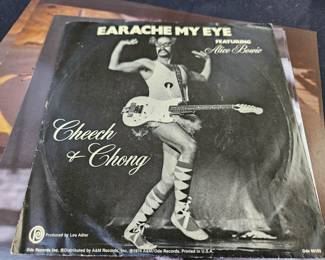 EARACHE MY EYE
FEATURING
Alice Bowie
Cheech
& Chong
Produced by Lou Adler
Ode Records Inc. ℗Distributed by A&M Records, Inc. ©1974 A&M/Ode Records. Printed in U.S.A.